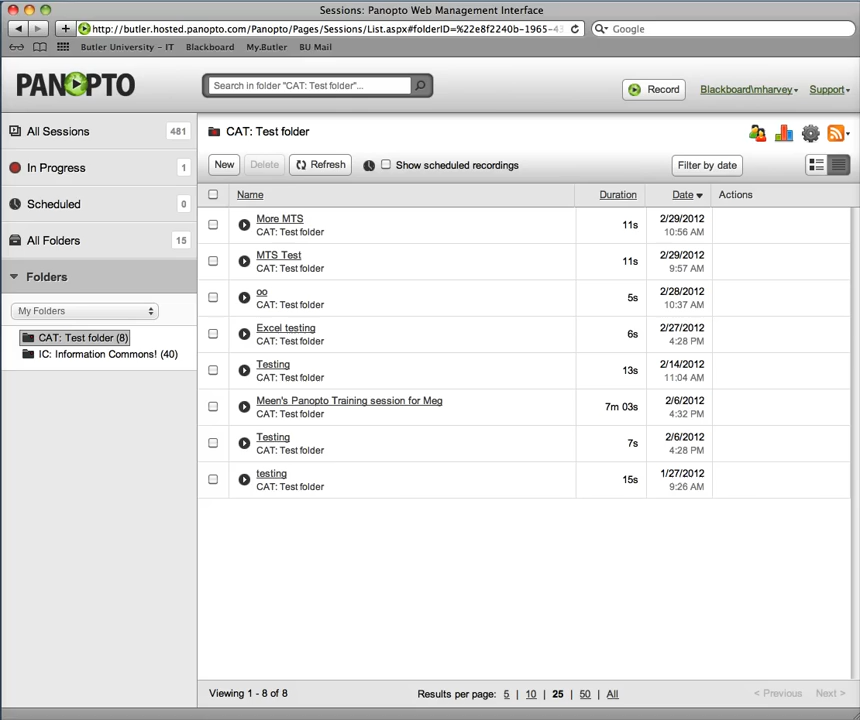 Sessions: Panopto Web Management Interface
http://butler.hosted.panopto.com/Panopto/Pages/Sessions/List.aspx#folderID=%22e8f2240b-1965-43
Google
Butler University - IT Blackboard My.Butler BU Mail
PANOPTO
Search in folder "CAT: Test folder"...
Record
Blackboard\mharvey
Support
All Sessions 481
In Progress 1
Scheduled 0
All Folders 15
Folders
My Folders
CAT: Test folder (8)
IC: Information Commons! (40)
CAT: Test folder
New Delete Refresh Show scheduled recordings Filter by date
Name Duration Date Actions
More MTS 11s 2/29/2012
CAT: Test folder 10:56 AM
MTS Test 11s 2/29/2012
CAT: Test folder 9:57 AM
oo 5s 2/28/2012
CAT: Test folder 10:37 AM
Excel testing 6s 2/27/2012
CAT: Test folder 4:28 PM
Testing 13s 2/14/2012
CAT: Test folder 11:04 AM
Meen's Panopto Training session for Meg 7m 03s 2/6/2012
CAT: Test folder 4:32 PM
Testing 7s 2/6/2012
CAT: Test folder 4:28 PM
testing 15s 1/27/2012
CAT: Test folder 9:26 AM
Viewing 1 - 8 of 8 Results per page: 5 | 10 | 25 | 50 | All < Previous Next >